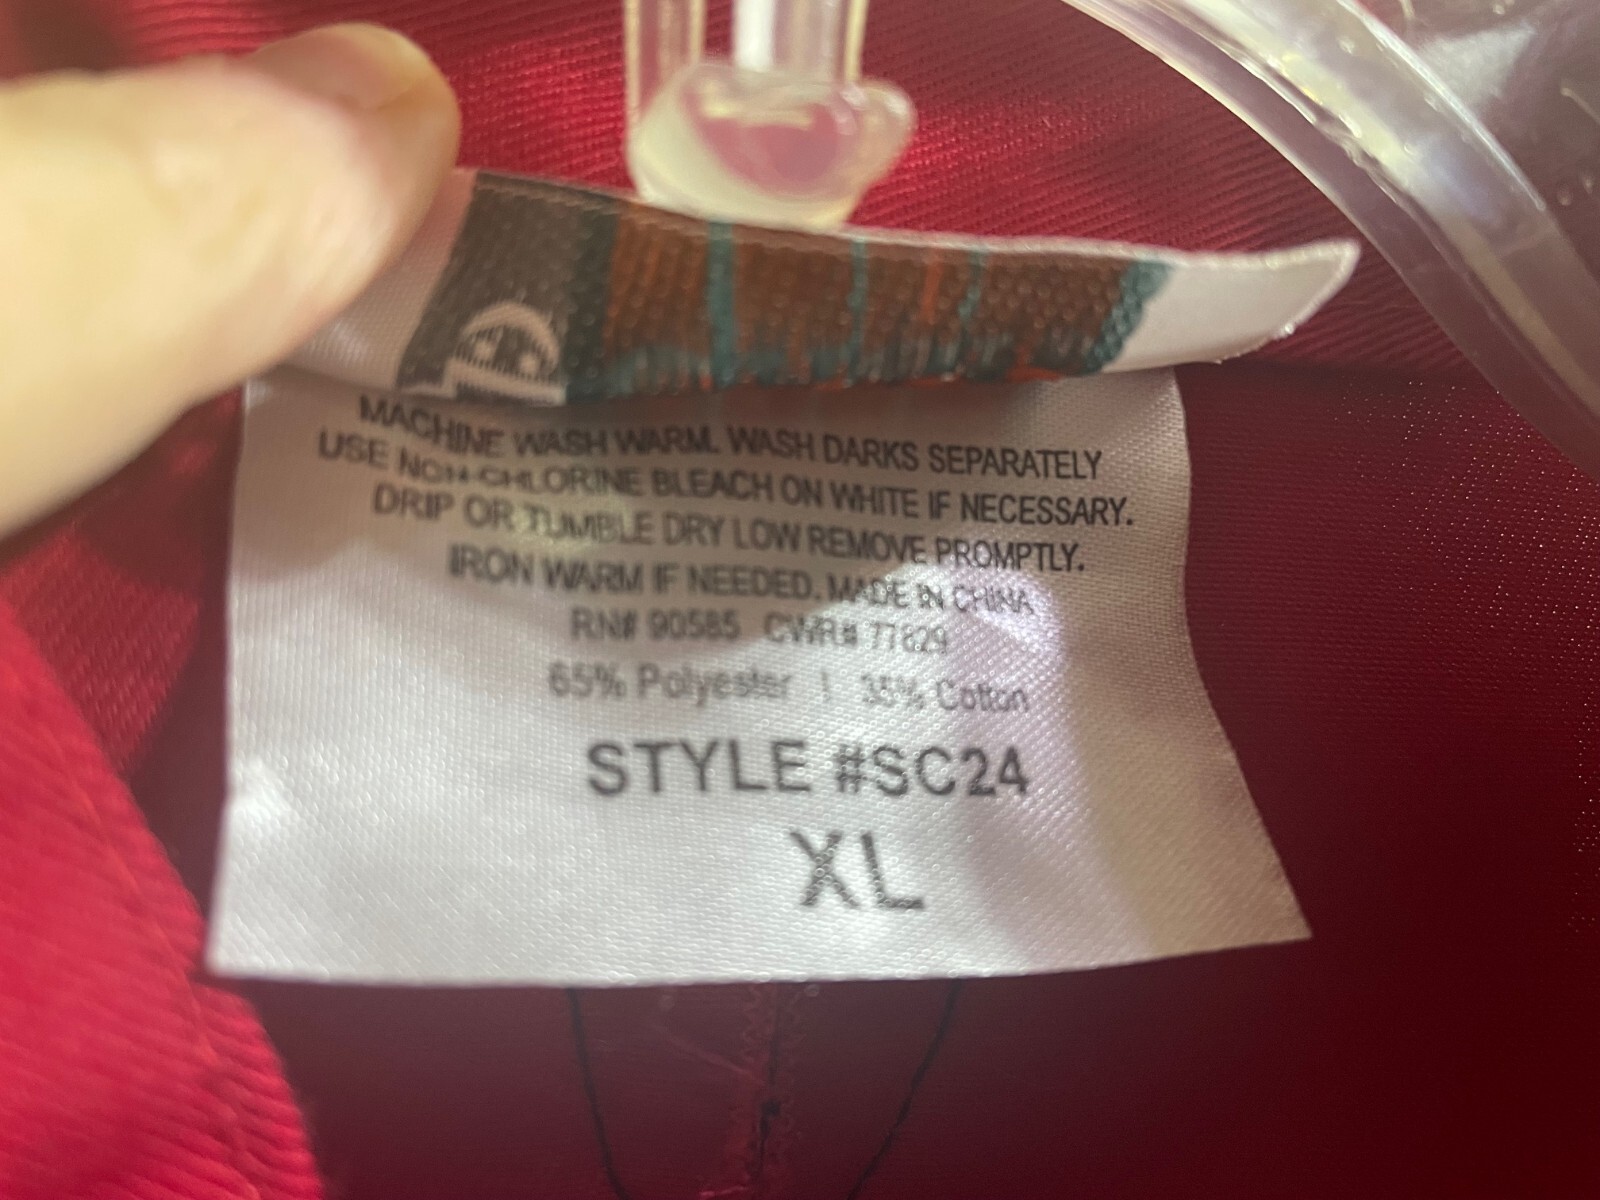 MACHINE WASH WARM. WASH DARKS SEPARATELY
USE NON-CHLORINE BLEACH ON WHITE IF NECESSARY.
DRIP OR TUMBLE DRY LOW REMOVE PROMPTLY.
IRON WARM IF NEEDED. MADE IN CHINA
RN# 90585 CWR# 77629
65% Polyester | 35% Cotton
STYLE #SC24
XL